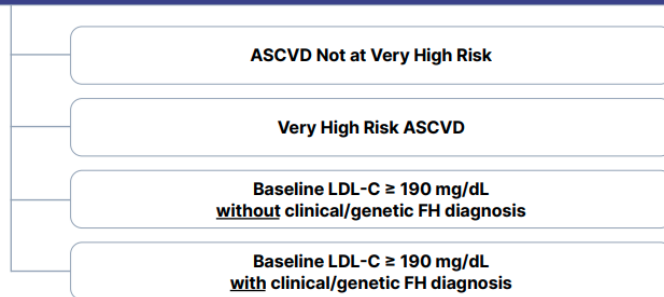 ASCVD Not at Very High Risk
Very High Risk ASCVD
Baseline LDL-C ≥ 190 mg/dL
without clinical/genetic FH diagnosis
Baseline LDL-C ≥ 190 mg/dL
with clinical/genetic FH diagnosis